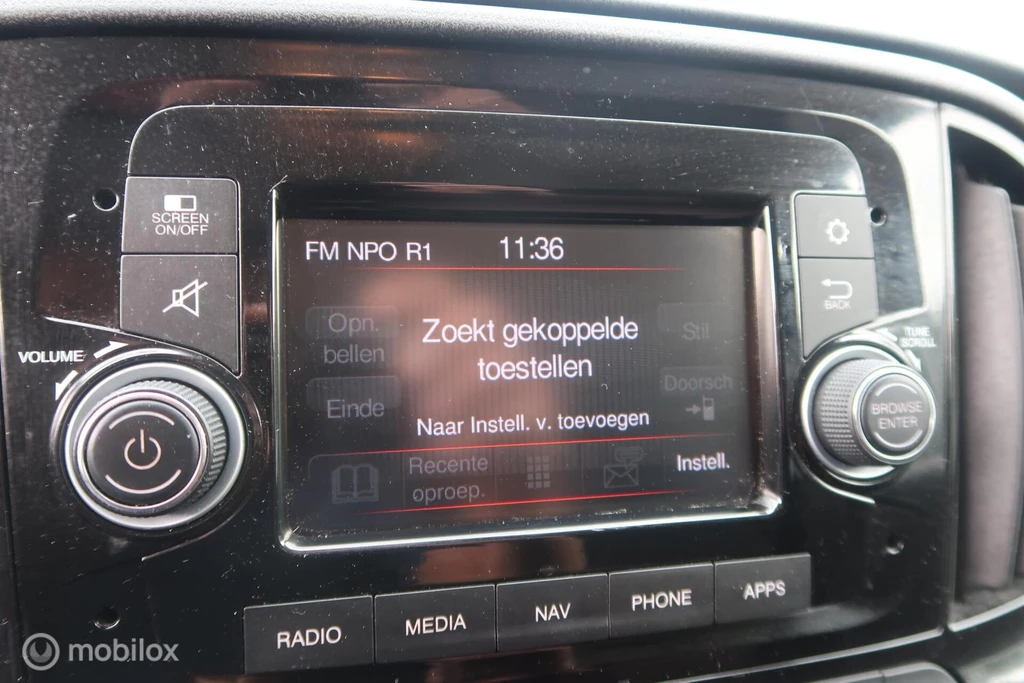 SCREEN
ON/OFF
VOLUME
FM NPO R1 11:36
Opn.
bellen
Zoekt gekoppelde
toestellen
Stil
Einde
Doorsch
Naar Instell. v. toevoegen
Recente
oproep.
Instell.
BACK
TUNE
SCROLL
BROWSE
ENTER
RADIO MEDIA NAV PHONE APPS
mobilox